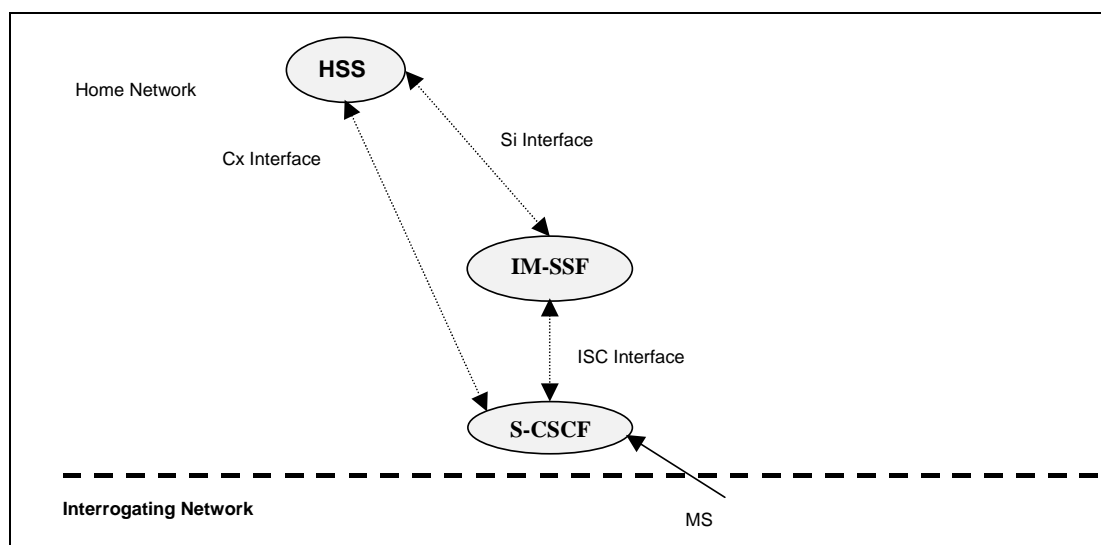 HSS
Home Network
Si Interface
Cx Interface
IM-SSF
ISC Interface
S-CSCF
Interrogating Network
MS